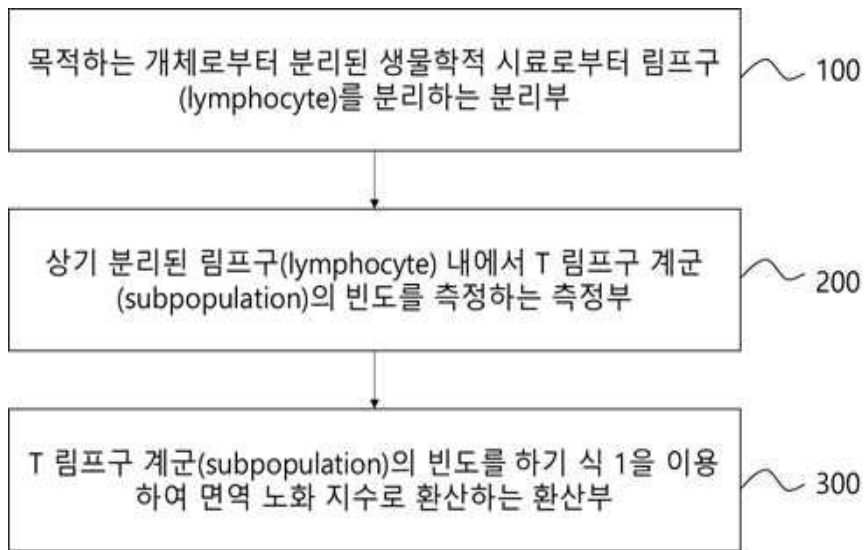 목적하는 개체로부터 분리된 생물학적 시료로부터 림프구
(lymphocyte)를 분리하는 분리부
100
상기 분리된 림프구(lymphocyte) 내에서 T 림프구 계군
(subpopulation)의 빈도를 측정하는 측정부
200
T 림프구 계군(subpopulation)의 빈도를 하기 식 1을 이용
하여 면역 노화 지수로 환산하는 환산부
300